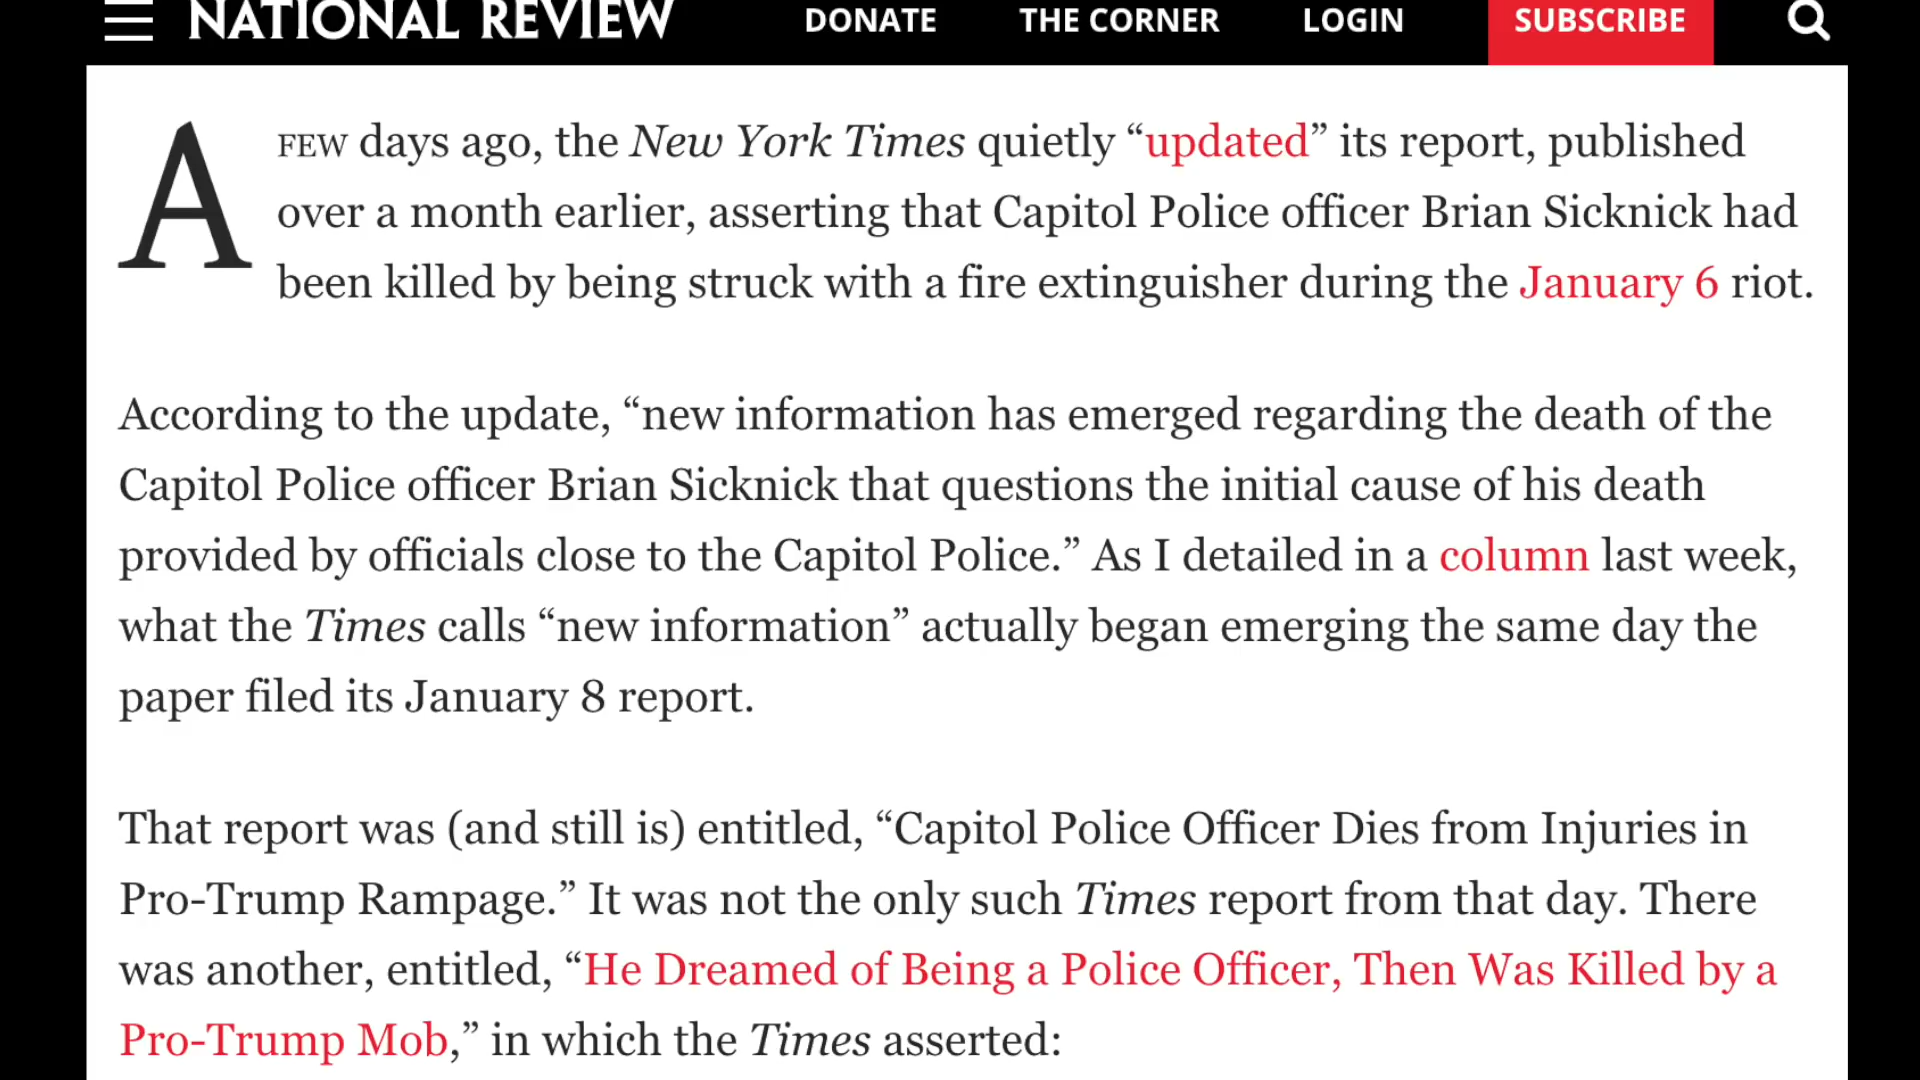 NATIONAL REVIEW DONATE THE CORNER LOGIN SUBSCRIBE
A FEW days ago, the New York Times quietly “updated” its report, published
over a month earlier, asserting that Capitol Police officer Brian Sicknick had
been killed by being struck with a fire extinguisher during the January 6 riot.
According to the update, “new information has emerged regarding the death of the
Capitol Police officer Brian Sicknick that questions the initial cause of his death
provided by officials close to the Capitol Police.” As I detailed in a column last week,
what the Times calls “new information” actually began emerging the same day the
paper filed its January 8 report.
That report was (and still is) entitled, “Capitol Police Officer Dies from Injuries in
Pro-Trump Rampage.” It was not the only such Times report from that day. There
was another, entitled, “He Dreamed of Being a Police Officer, Then Was Killed by a
Pro-Trump Mob,” in which the Times asserted: